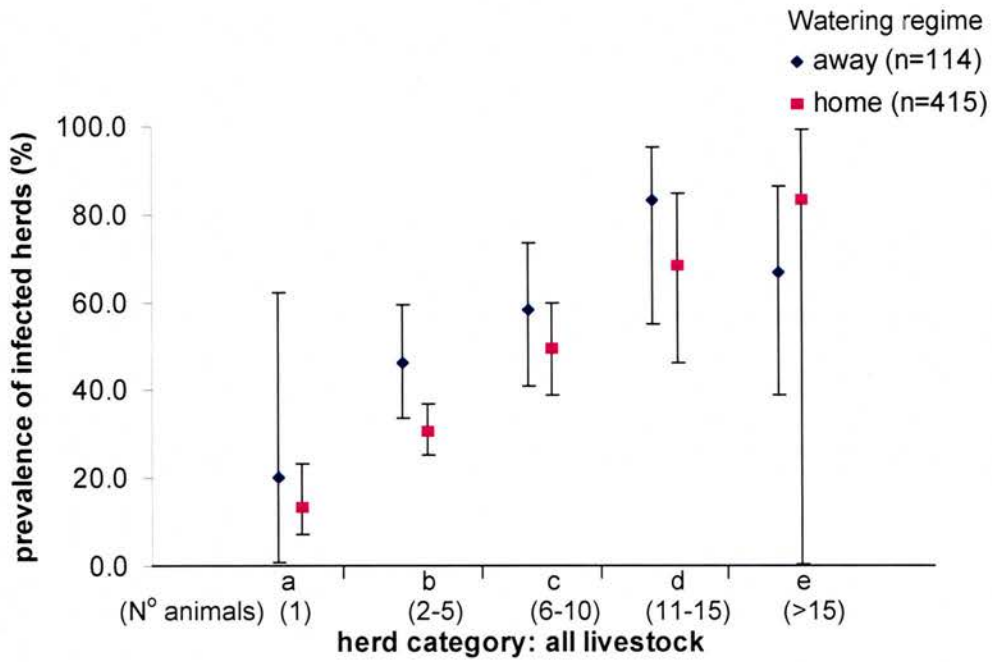 Watering regime
away (n=114)
home (n=415)
prevalence of infected herds (%)
100.0
80.0
60.0
40.0
20.0
0.0
a b c d e
(N° animals) (1) (2-5) (6-10) (11-15) (>15)
herd category: all livestock